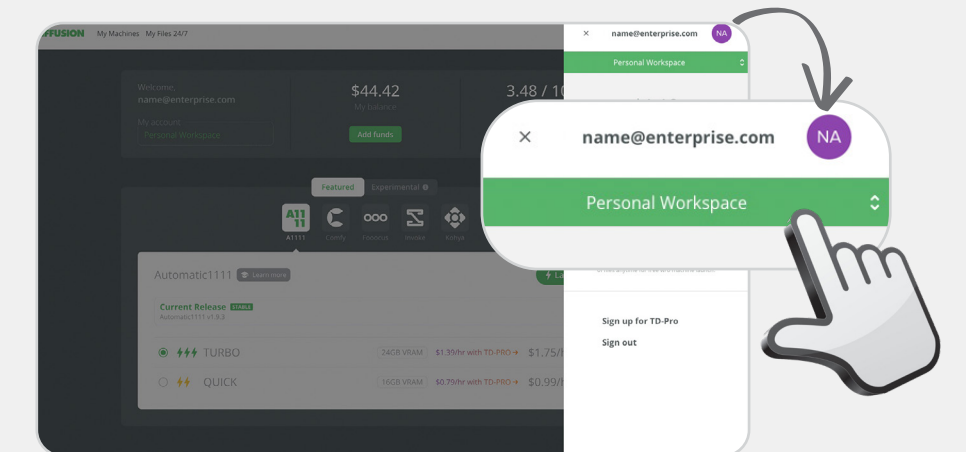 FFUSION My Machines My Files 24/7
× name@enterprise.com NA
Personal Workspace
Welcome,
name@enterprise.com
My account
Personal Workspace
$44.42
My balance
Add funds
3.48 / 10
× name@enterprise.com NA
Personal Workspace
Featured Experimental
A11 11
A1111 Comfy Fooocus Invoke Kohya
Automatic1111 Learn more
Current Release STABLE
Automatic1111 v1.9.3
TURBO 24GB VRAM $1.39/hr with TD-PRO→ $1.75/h
QUICK 16GB VRAM $0.79/hr with TD-PRO→ $0.99/h
Sign up for TD-Pro
Sign out